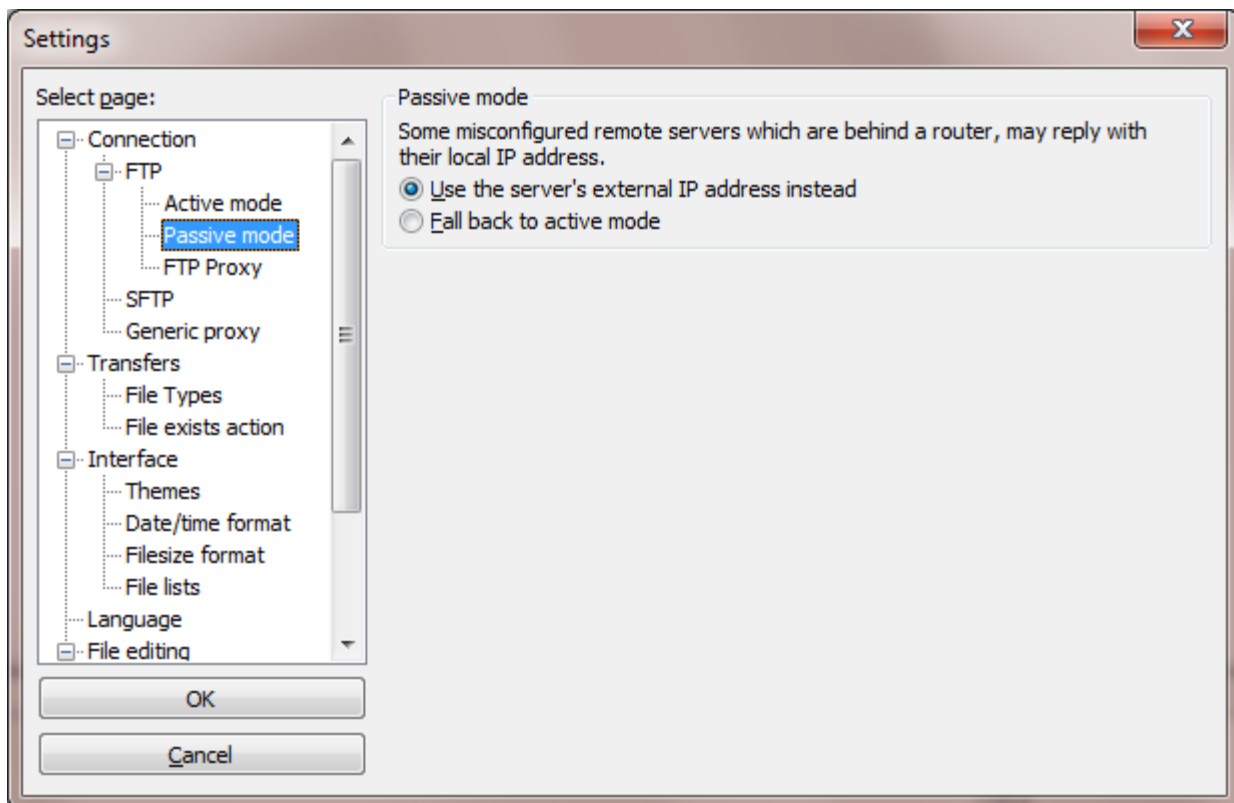 Settings
Select page:
Connection
FTP
Active mode
Passive mode
FTP Proxy
SFTP
Generic proxy
Transfers
File Types
File exists action
Interface
Themes
Date/time format
Filesize format
File lists
Language
File editing
OK
Cancel
Passive mode
Some misconfigured remote servers which are behind a router, may reply with
their local IP address.
Use the server's external IP address instead
Fall back to active mode